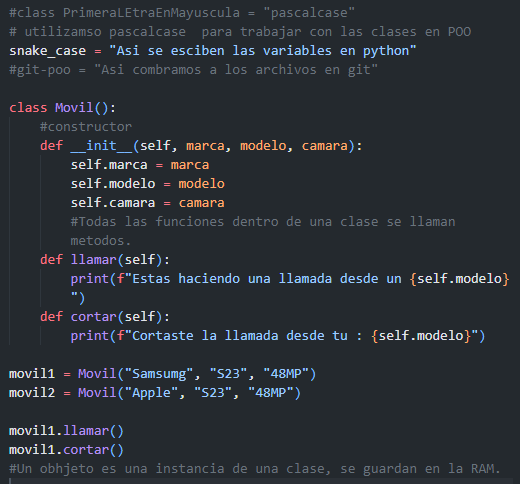 #class PrimeraLEtraEnMayuscula = "pascalcase"
# utilizamso pascalcase  para trabajar con las clases en POO
snake_case = "Asi se esciben las variables en python"
#git-poo = "Asi combramos a los archivos en git"

class Movil():
    #constructor
    def __init__(self, marca, modelo, camara):
        self.marca = marca
        self.modelo = modelo
        self.camara = camara
        #Todas las funciones dentro de una clase se llaman
        metodos.
    def llamar(self):
        print(f"Estas haciendo una llamada desde un {self.modelo}
        ")
    def cortar(self):
        print(f"Cortaste la llamada desde tu : {self.modelo}")

movil1 = Movil("Samsumg", "S23", "48MP")
movil2 = Movil("Apple", "S23", "48MP")

movil1.llamar()
movil1.cortar()
#Un obhjeto es una instancia de una clase, se guardan en la RAM.